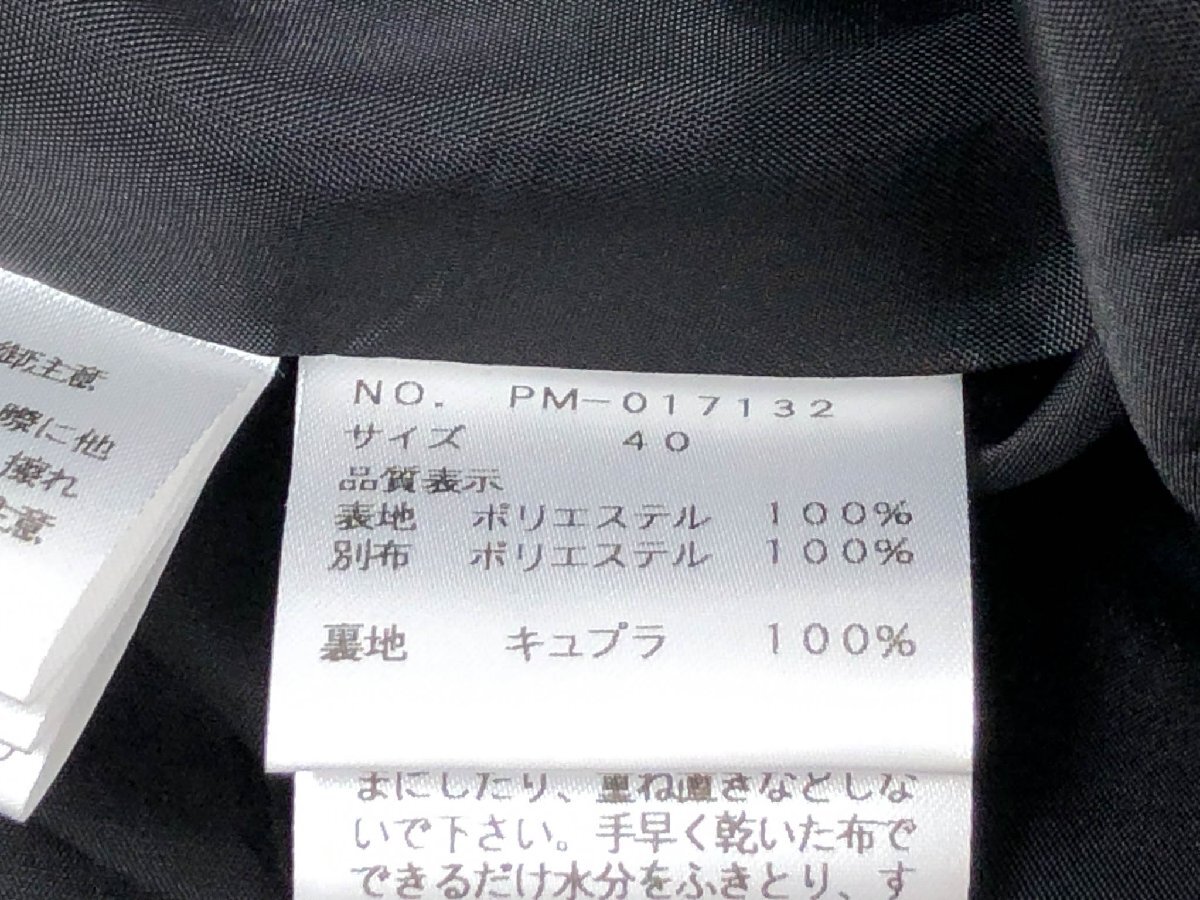 御注意
際に他
擦れ
注意
NO. PM-017132
サイズ 40
品質表示
表地 ポリエステル 100%
別布 ポリエステル 100%
裏地 キュプラ 100%
まにしたり、重ね置きなどしな
いで下さい。手早く乾いた布で
できるだけ水分をふきとり、す